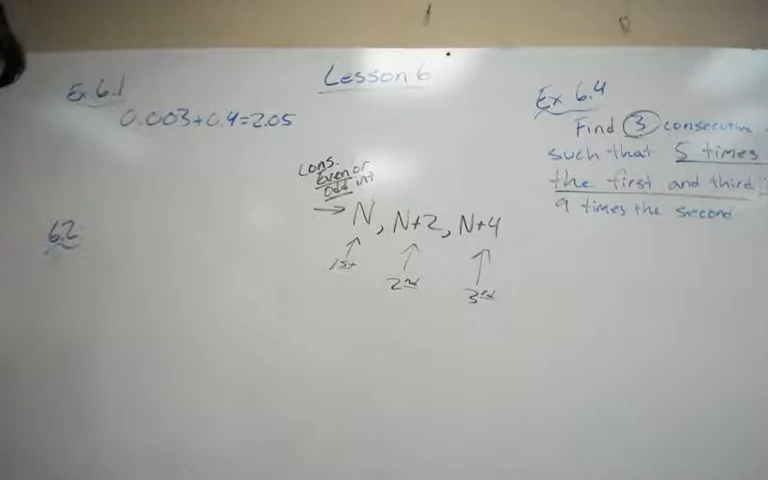 Lesson 6
Ex 6.1
0.003+0.4=2.05
6.2
Cons.
Even or
Odd int
→ N, N+2, N+4
1st
2nd
3rd
Ex 6.4
Find 3 consecutive
such that 5 times
the first and third
9 times the second